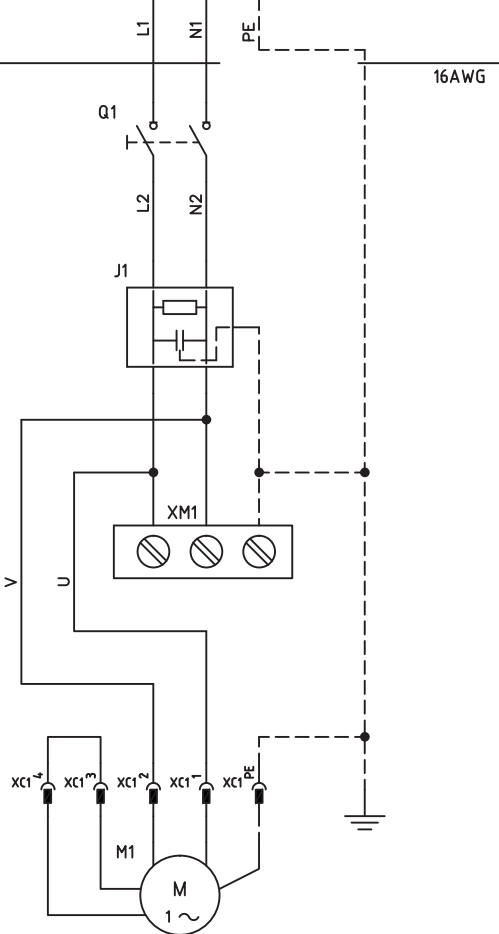 L1
N1
PE
16AWG
Q1
L2
N2
J1
XM1
V
U
XC1 4
XC1 3
XC1 2
XC1 1
XC1 PE
M1
M
1~